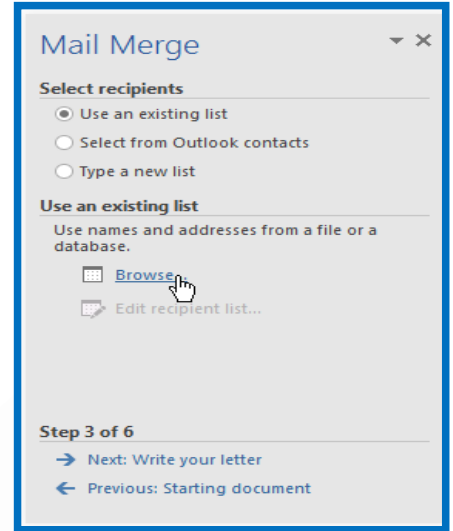 Mail Merge
Select recipients
Use an existing list
Select from Outlook contacts
Type a new list
Use an existing list
Use names and addresses from a file or a
database.
Browse...
Edit recipient list...
Step 3 of 6
Next: Write your letter
Previous: Starting document